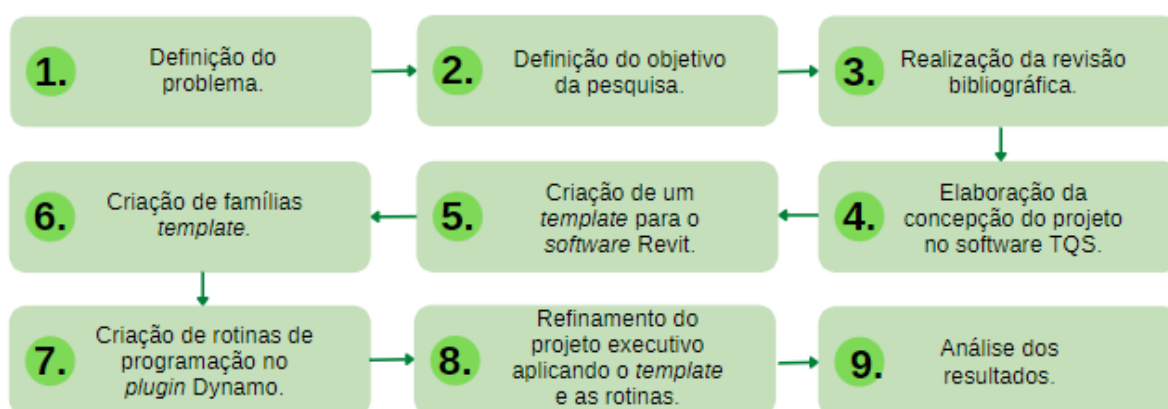 1.
Definição do
problema.
2.
Definição do objetivo
da pesquisa.
3.
Realização da revisão
bibliográfica.
4.
Elaboração da
concepção do projeto
no software TQS.
5.
Criação de um
template para o
software Revit.
6.
Criação de famílias
template.
7.
Criação de rotinas de
programação no
plugin Dynamo.
8.
Refinamento do
projeto executivo
aplicando o template
e as rotinas.
9.
Análise dos
resultados.